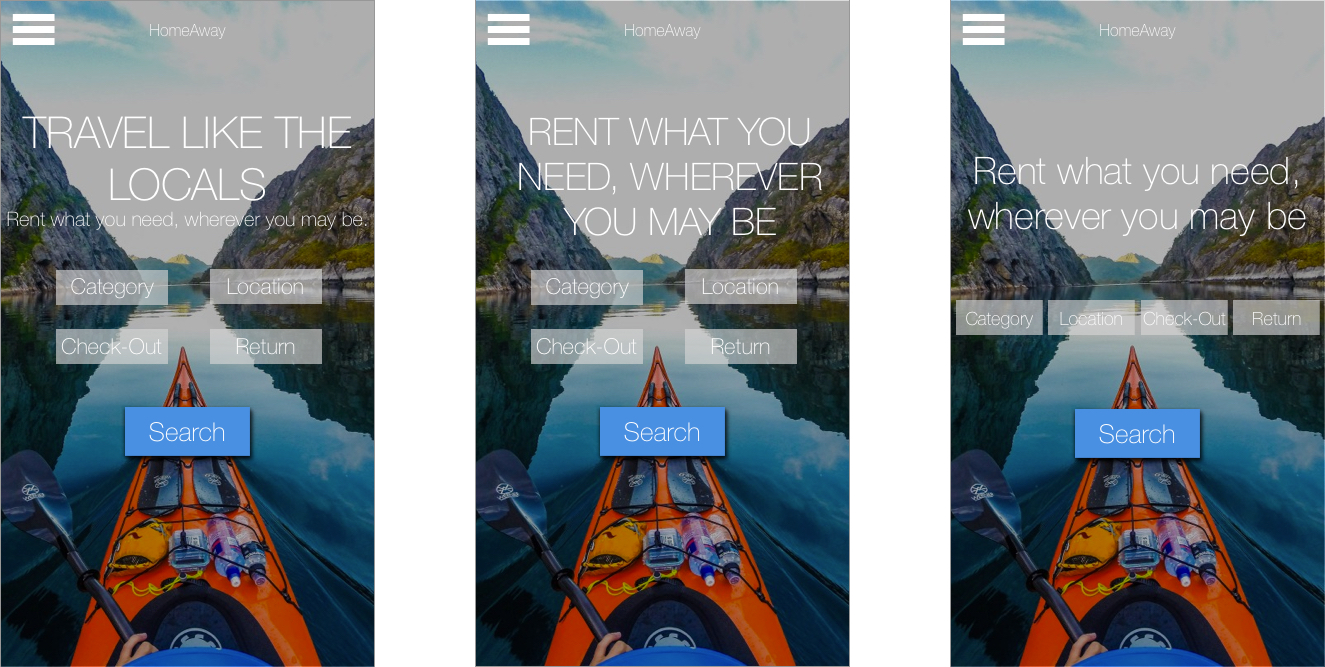 HomeAway
TRAVEL LIKE THE
LOCALS
Rent what you need, wherever you may be.
Category Location
Check-Out Return
Search
HomeAway
RENT WHAT YOU
NEED, WHEREVER
YOU MAY BE
Category Location
Check-Out Return
Search
HomeAway
Rent what you need,
wherever you may be
Category Location Check-Out Return
Search